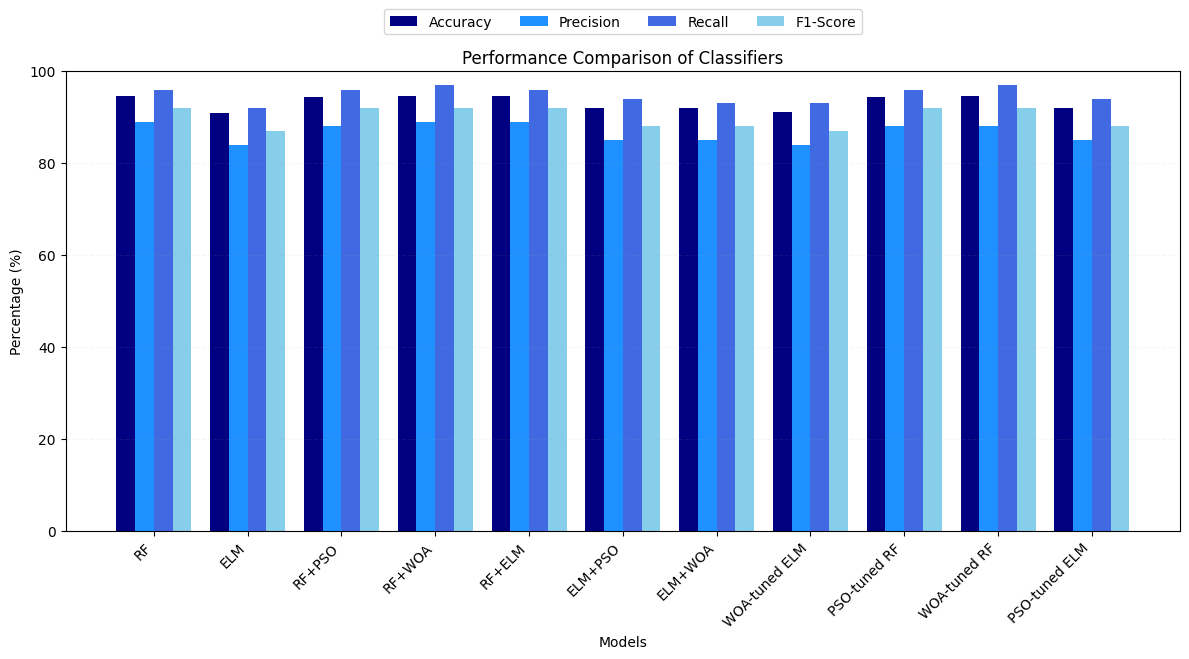 Accuracy Precision Recall F1-Score
Performance Comparison of Classifiers
Percentage (%)
100
80
60
40
20
0
RF
ELM
RF+PSO
RF+WOA
RF+ELM
ELM+PSO
ELM+WOA
WOA-tuned ELM
PSO-tuned RF
WOA-tuned RF
PSO-tuned ELM
Models